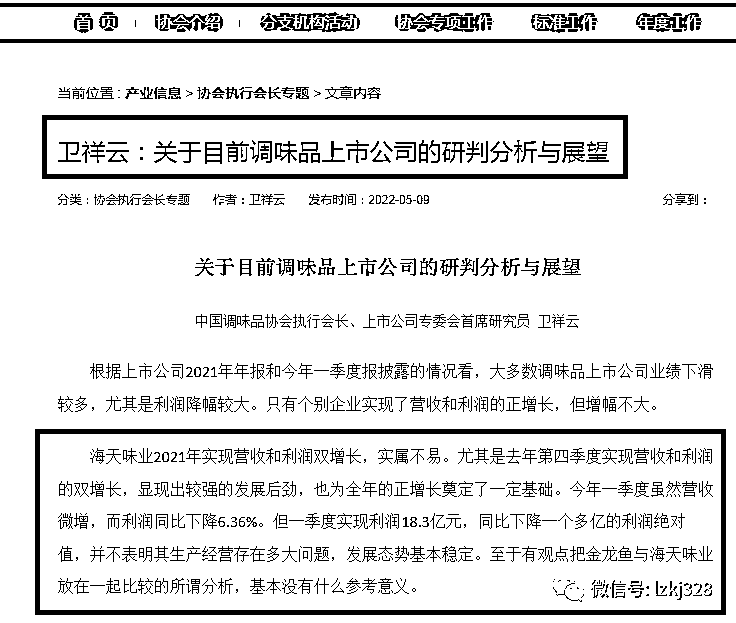 首 页 协会介绍 分支机构活动 协会专项工作 标准工作 年度工作
当前位置：产业信息 > 协会执行会长专题 > 文章内容
卫祥云：关于目前调味品上市公司的研判分析与展望
分类：协会执行会长专题 作者：卫祥云 发布时间：2022-05-09 分享到：
关于目前调味品上市公司的研判分析与展望
中国调味品协会执行会长、上市公司专委会首席研究员 卫祥云
根据上市公司2021年年报和今年一季度报披露的情况看，大多数调味品上市公司业绩下滑
较多，尤其是利润降幅较大。只有个别企业实现了营收和利润的正增长，但增幅不大。
海天味业2021年实现营收和利润双增长，实属不易。尤其是去年第四季度实现营收和利润
的双增长，显现出较强的发展后劲，也为全年的正增长奠定了一定基础。今年一季度虽然营收
微增，而利润同比下降6.36%。但一季度实现利润18.3亿元，同比下降一个多亿的利润绝对
值，并不表明其生产经营存在多大问题，发展态势基本稳定。至于有观点把金龙鱼与海天味业
放在一起比较的所谓分析，基本没有什么参考意义。
微信号: lzkj328